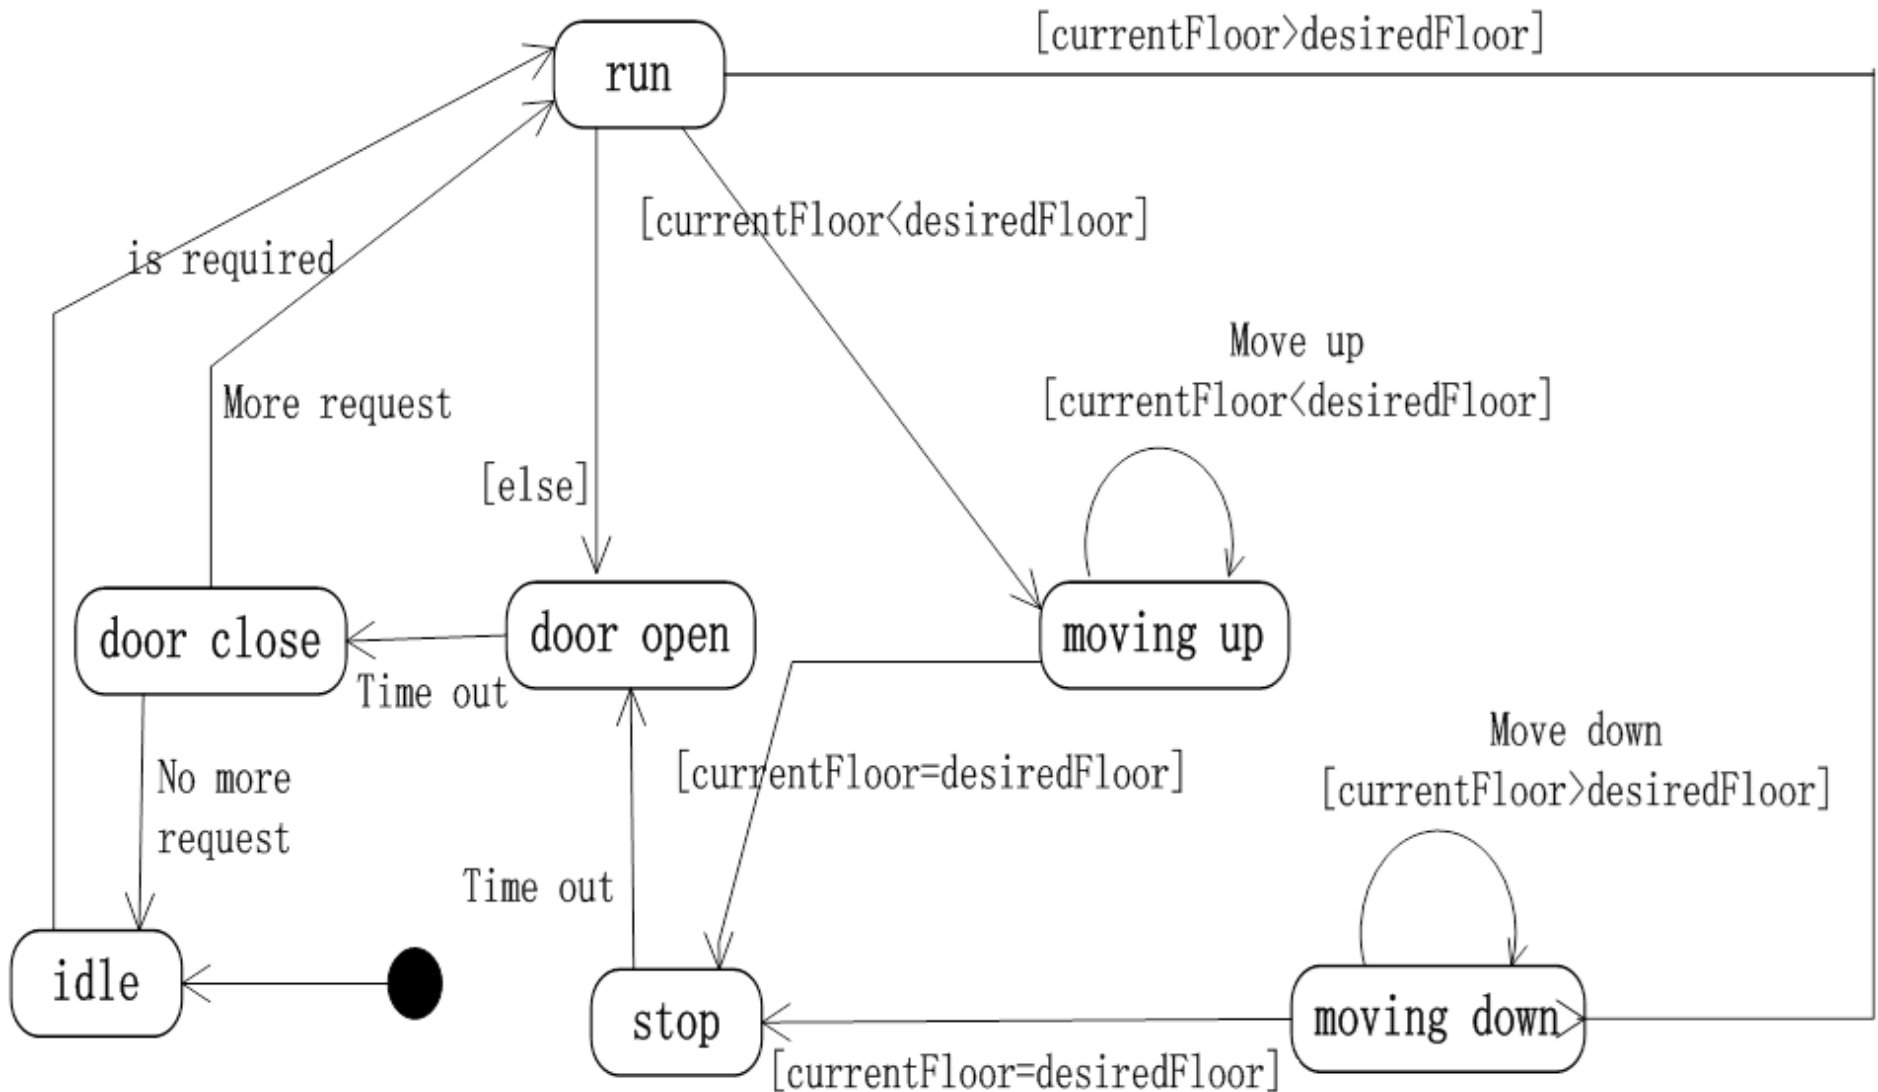 [currentFloor>desiredFloor]
run
[currentFloor<desiredFloor]
is required
Move up
[currentFloor<desiredFloor]
More request
[else]
door close
door open
moving up
Time out
Move down
[currentFloor>desiredFloor]
[currentFloor=desiredFloor]
No more
request
Time out
idle
stop
moving down
[currentFloor=desiredFloor]